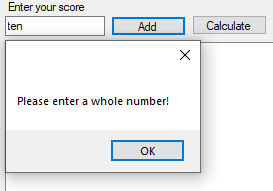 Enter your score
ten Add Calculate
Please enter a whole number!
OK